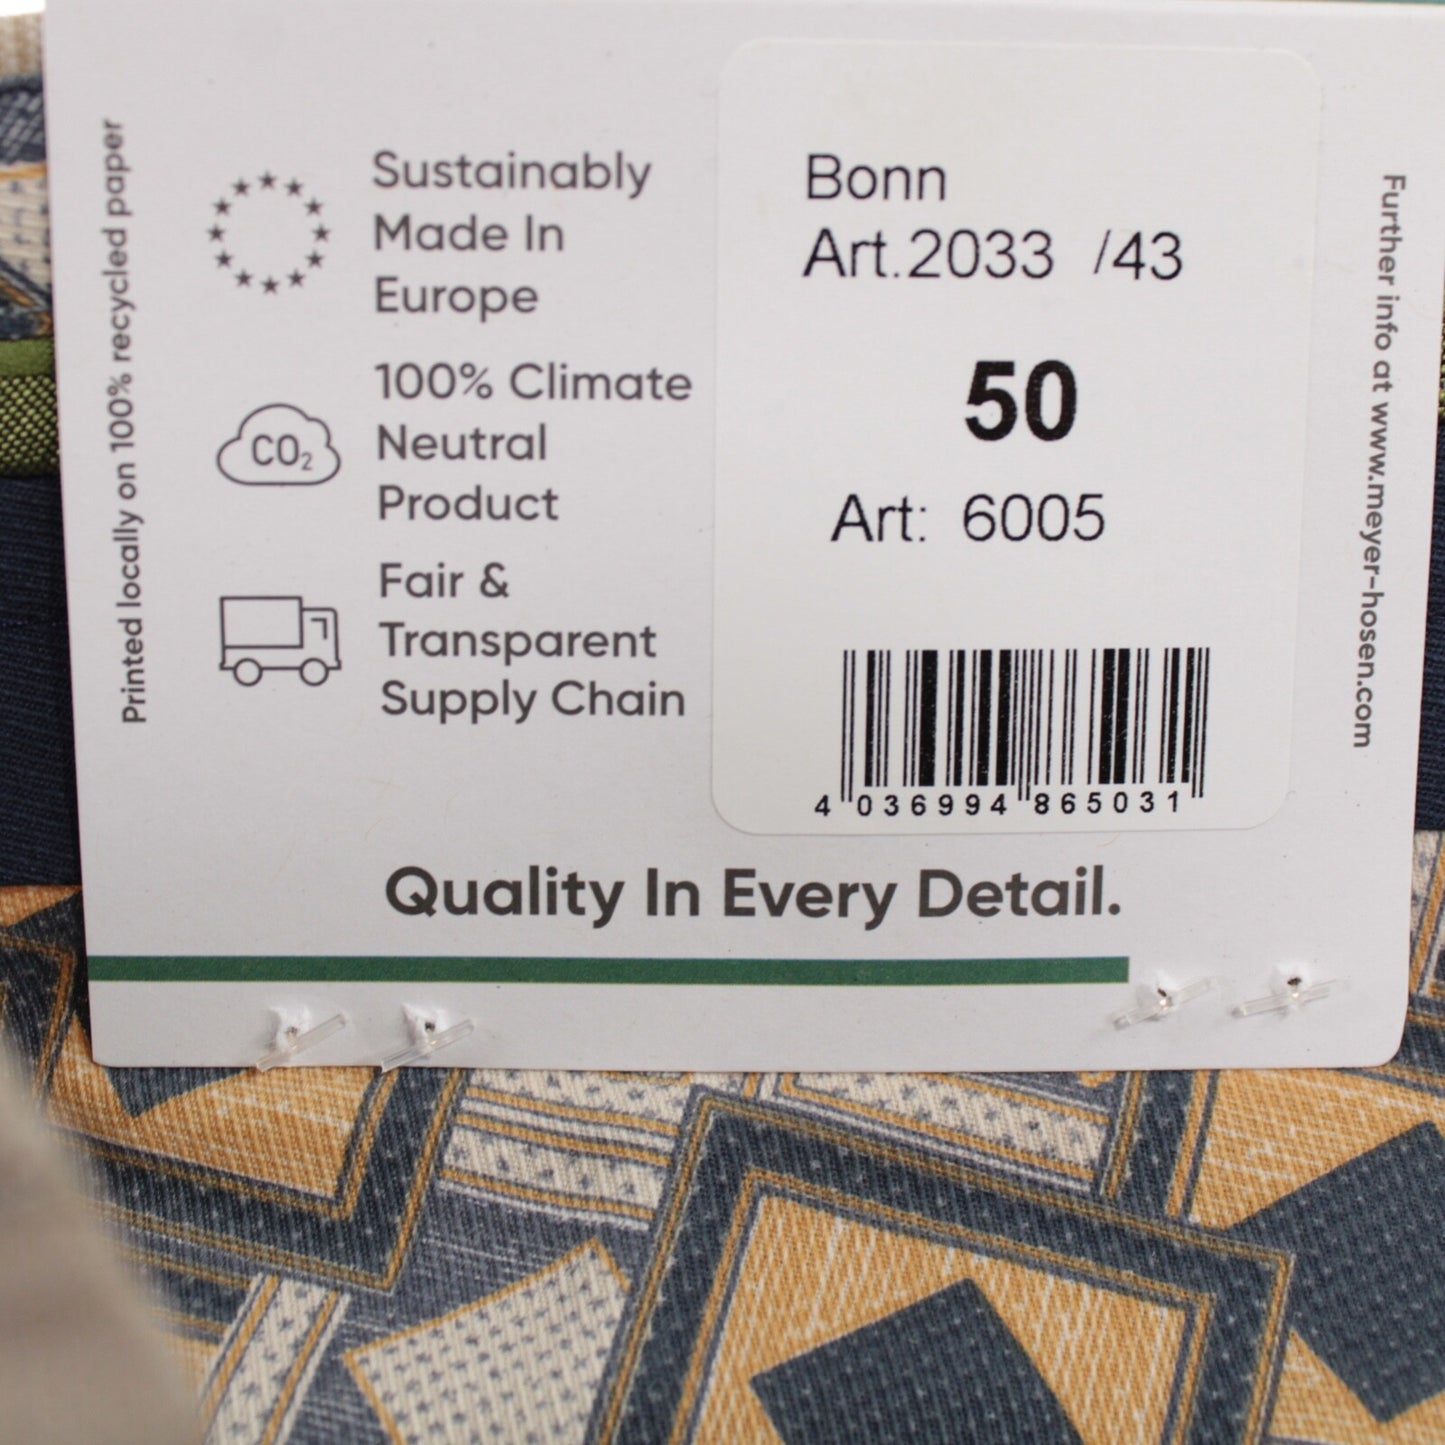 Printed locally on 100% recycled paper
Sustainably
Made In
Europe
CO2
100% Climate
Neutral
Product
Fair &
Transparent
Supply Chain
Bonn
Art.2033 /43
50
Art: 6005
4 036994 865031
Further info at www.meyer-hosen.com
Quality In Every Detail.